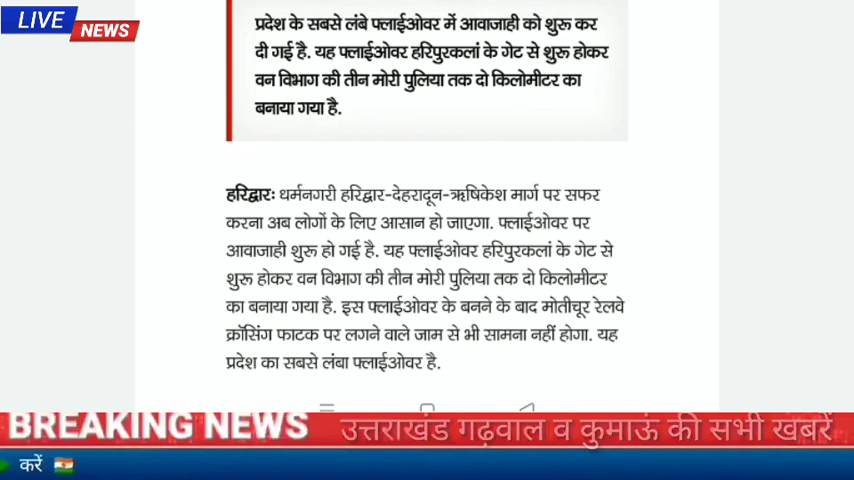 LIVE
NEWS
प्रदेश के सबसे लंबे फ्लाईओवर में आवाजाही को शुरू कर
दी गई है. यह फ्लाईओवर हरिपुरकलां के गेट से शुरू होकर
वन विभाग की तीन मोरी पुलिया तक दो किलोमीटर का
बनाया गया है.
हरिद्वारः धर्मनगरी हरिद्वार-देहरादून-ऋषिकेश मार्ग पर सफर
करना अब लोगों के लिए आसान हो जाएगा. फ्लाईओवर पर
आवाजाही शुरू हो गई है. यह फ्लाईओवर हरिपुरकलां के गेट से
शुरू होकर वन विभाग की तीन मोरी पुलिया तक दो किलोमीटर
का बनाया गया है. इस फ्लाईओवर के बनने के बाद मोतीचूर रेलवे
क्रॉसिंग फाटक पर लगने वाले जाम से भी सामना नहीं होगा. यह
प्रदेश का सबसे लंबा फ्लाईओवर है.
BREAKING NEWS उत्तराखंड गढ़वाल व कुमाऊं की सभी खबरें
करें